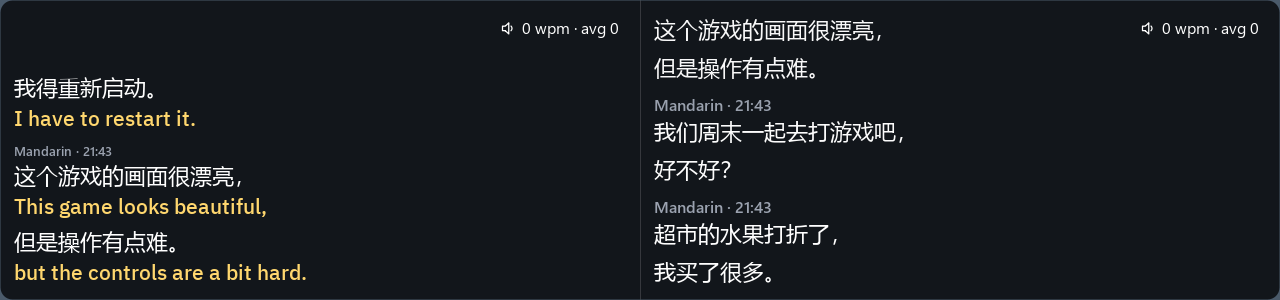 0 wpm · avg 0
我得重新启动。
I have to restart it.
Mandarin · 21:43
这个游戏的画面很漂亮，
This game looks beautiful,
但是操作有点难。
but the controls are a bit hard.
0 wpm · avg 0
这个游戏的画面很漂亮，
但是操作有点难。
Mandarin · 21:43
我们周末一起去打游戏吧，
好不好？
Mandarin · 21:43
超市的水果打折了，
我买了很多。